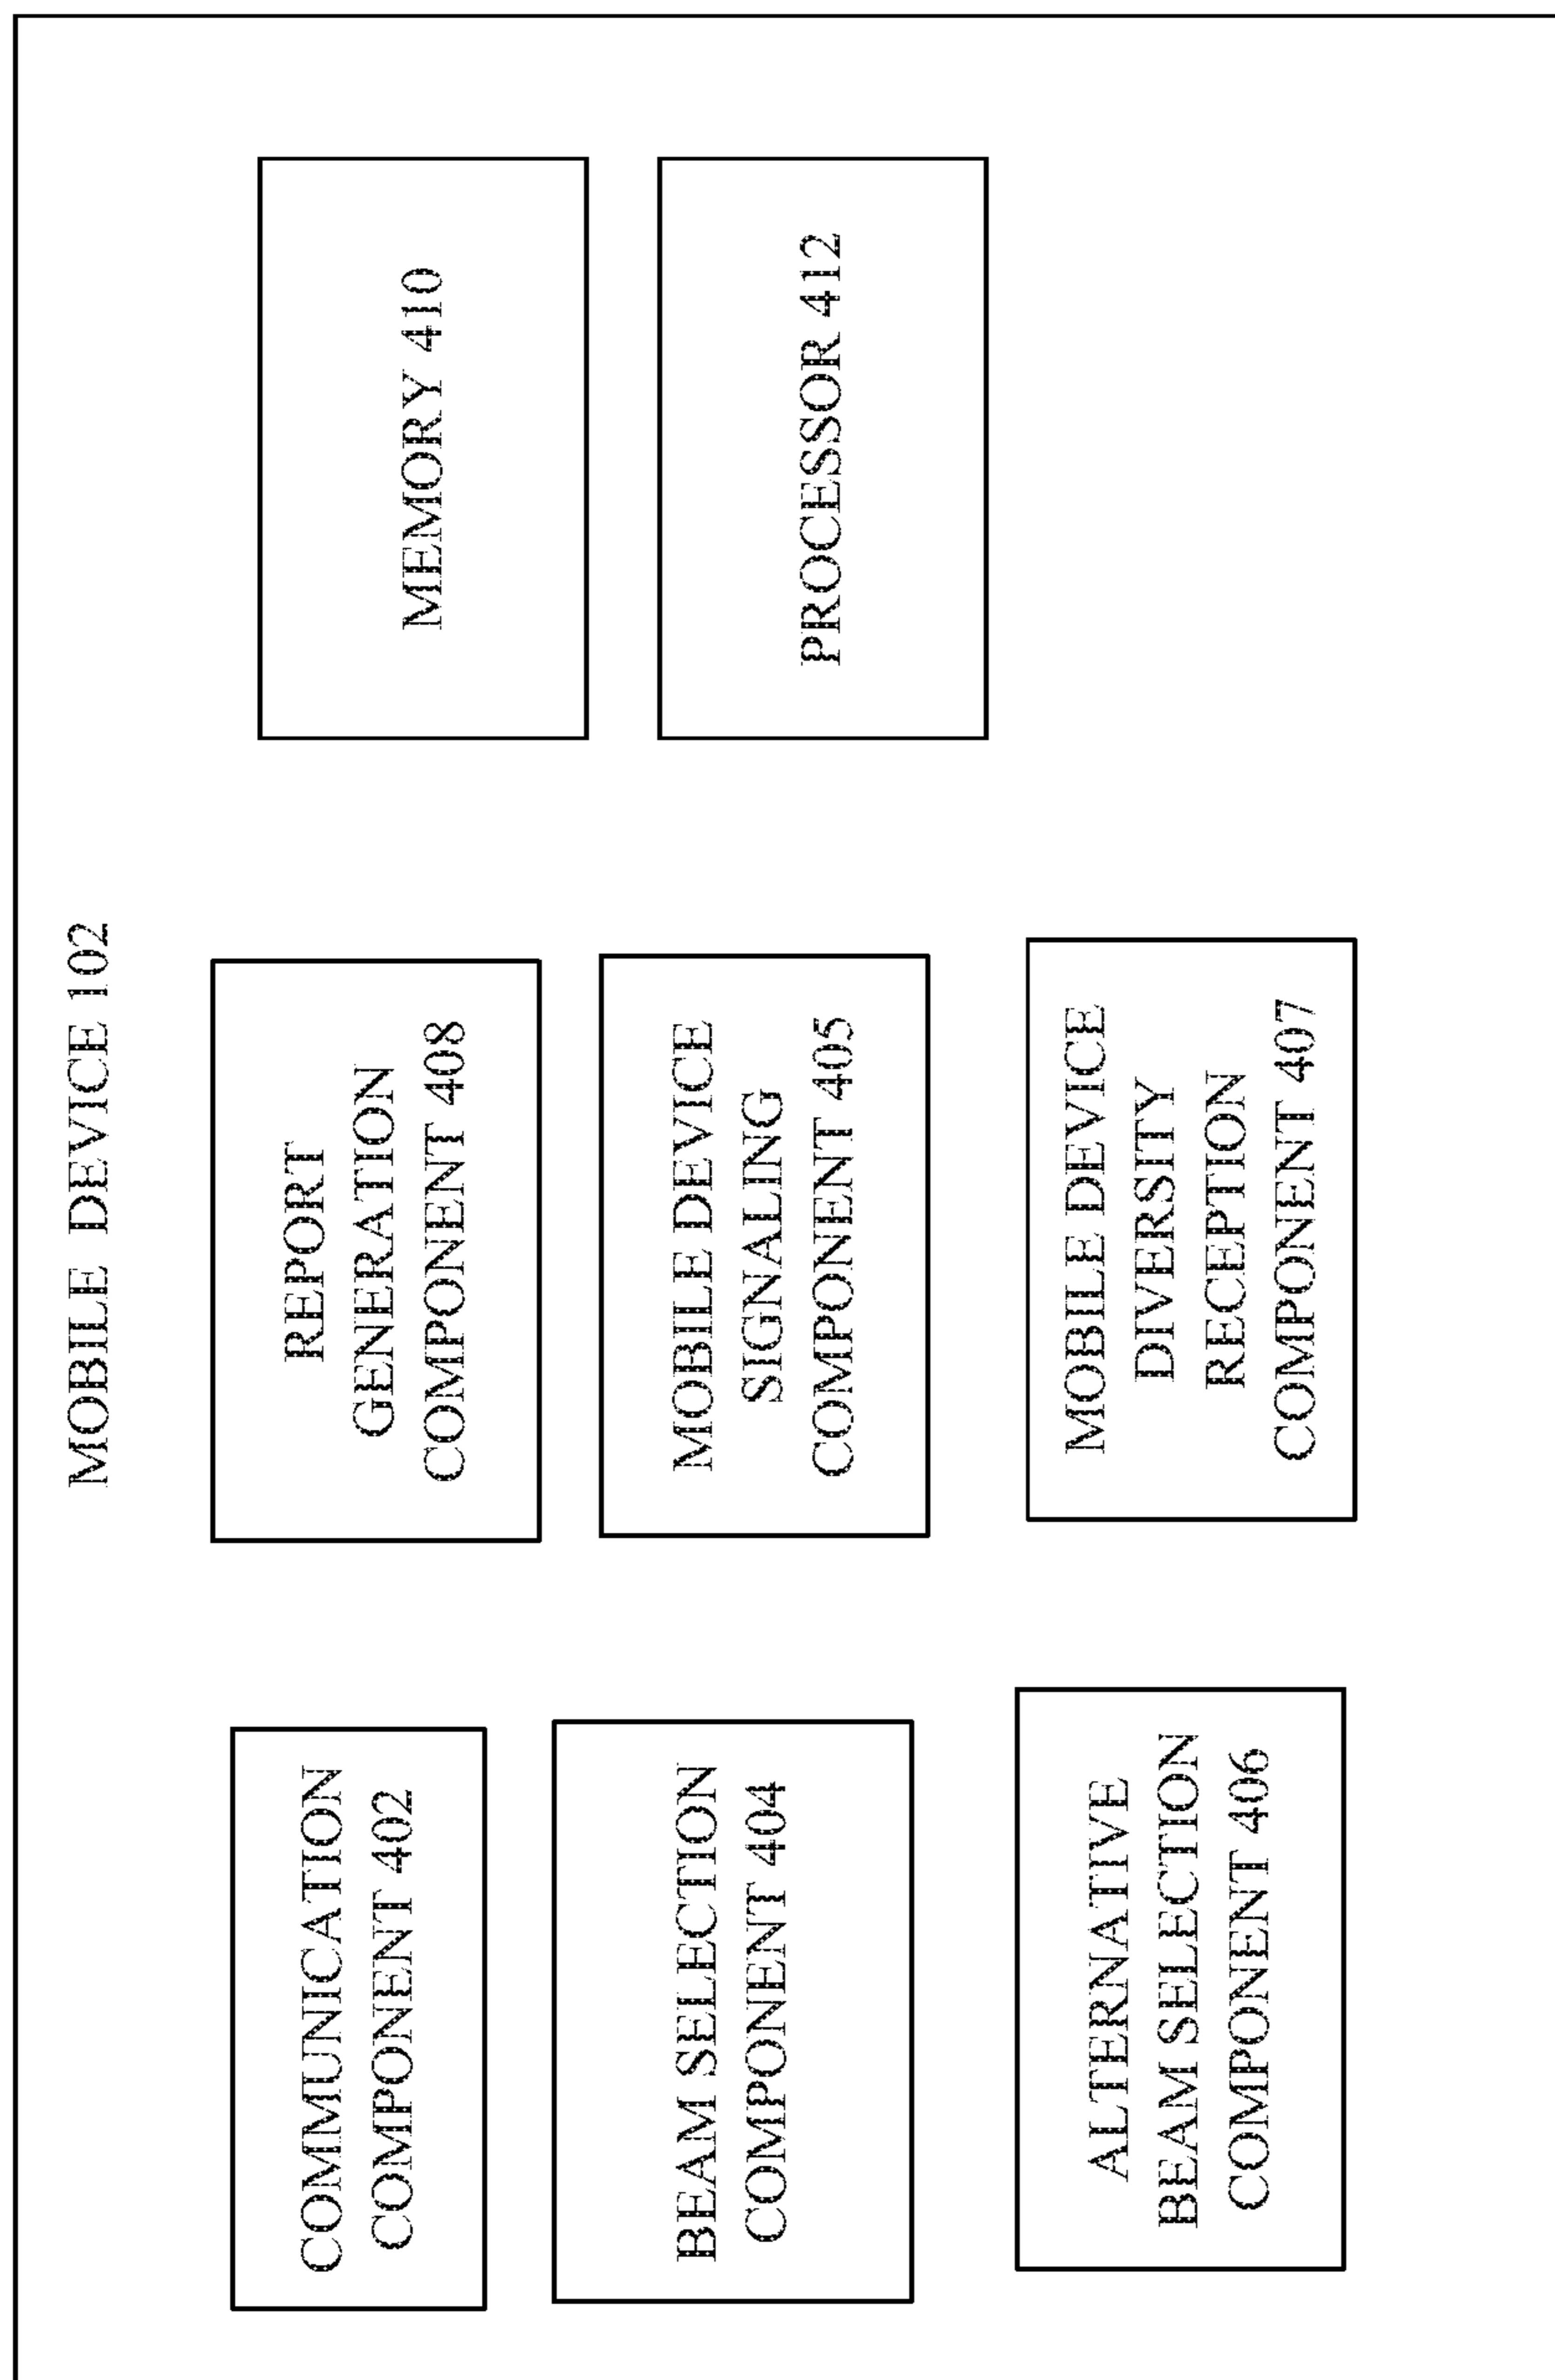 MOBILE DEVICE 102
COMMUNICATION
COMPONENT 402
BEAM SELECTION
COMPONENT 404
ALTERNATIVE
BEAM SELECTION
COMPONENT 406
REPORT
GENERATION
COMPONENT 408
MOBILE DEVICE
SIGNALING
COMPONENT 405
MOBILE DEVICE
DIVERSITY
RECEPTION
COMPONENT 407
MEMORY 410
PROCESSOR 412